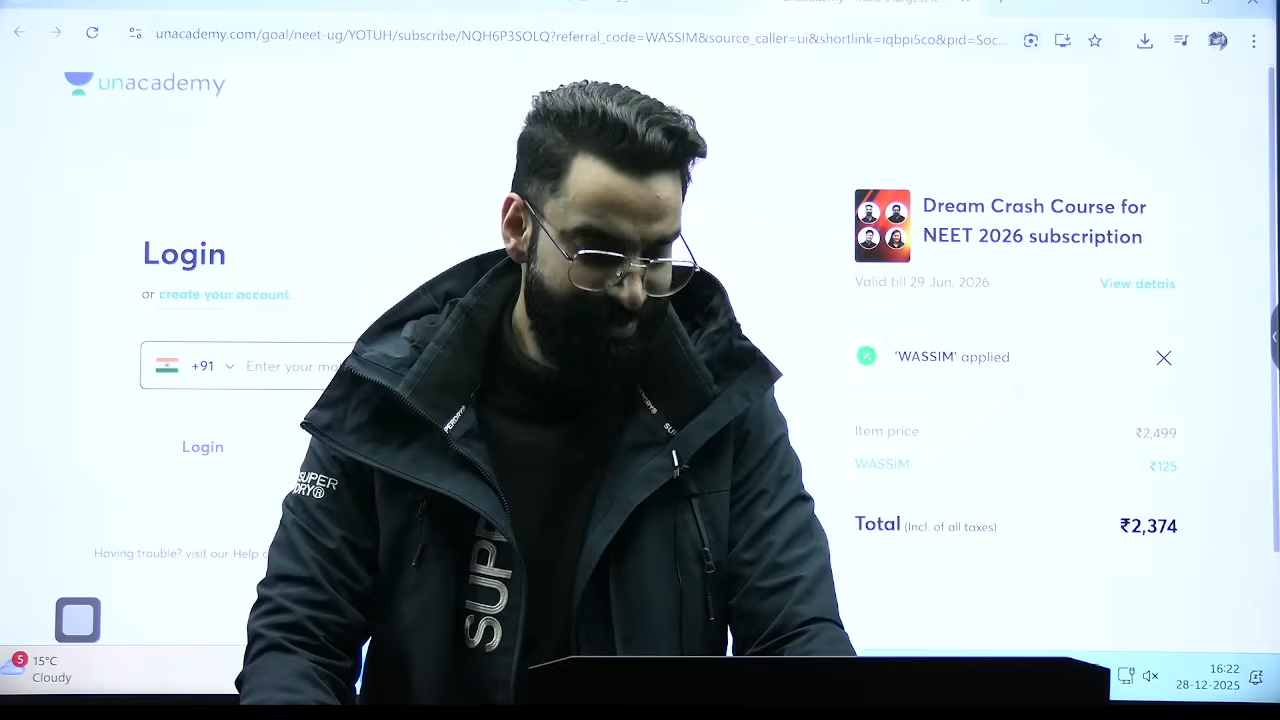 unacademy.com/goal/neet-ug/YOTUH/subscribe/NQH6P3SOLQ?referral_code=WASSIM&source_caller=ui&shortlink=iqbpi5co&pid=Soc...
unacademy
Dream Crash Course for
NEET 2026 subscription
Valid till 29 Jun, 2026
View details
Login
or create your account
+91
Enter your mo
'WASSIM' applied
Item price
₹2,499
WASSIM
- ₹125
Login
Total (Incl. of all taxes)
₹2,374
Having trouble? visit our Help
SUPER
DRY®
SUPE
5
15°C
Cloudy
16:22
28-12-2025